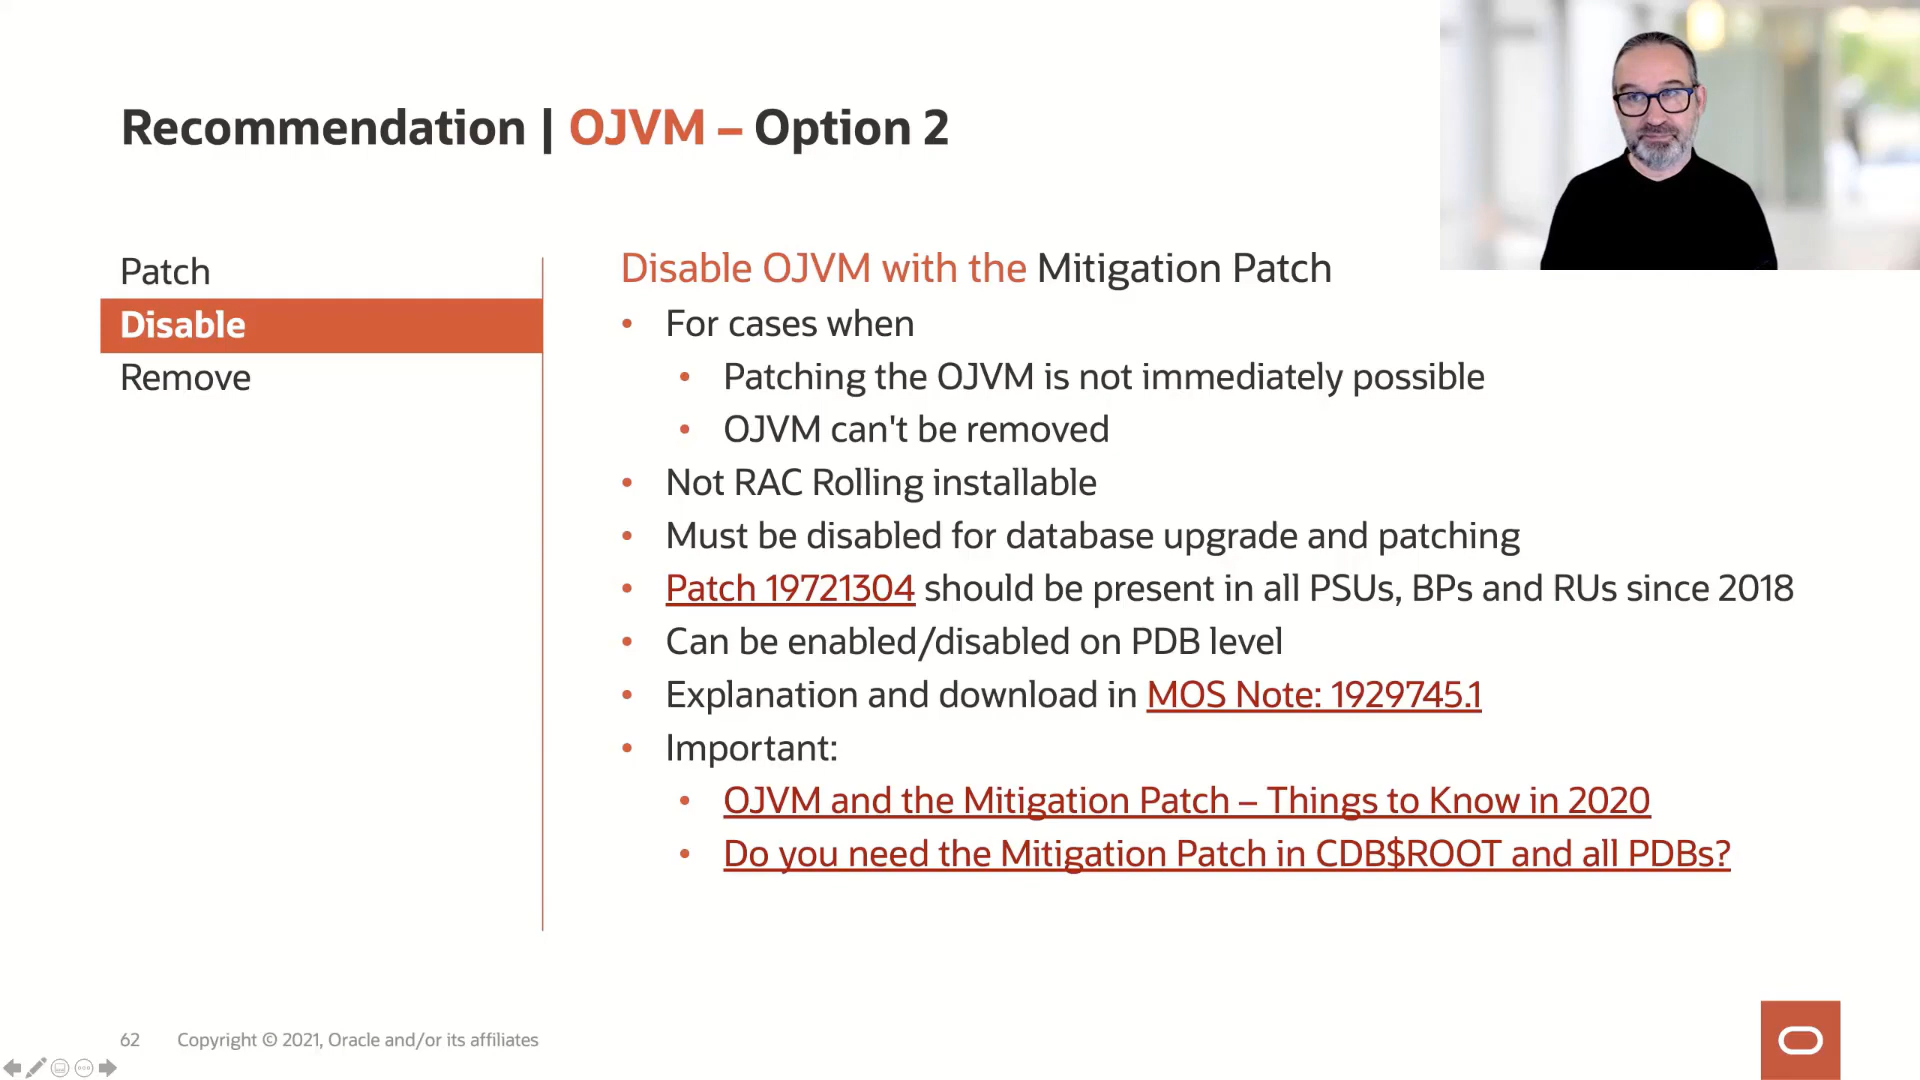 Recommendation | OJVM – Option 2
Patch
Disable
Remove
Disable OJVM with the Mitigation Patch
• For cases when
• Patching the OJVM is not immediately possible
• OJVM can't be removed
• Not RAC Rolling installable
• Must be disabled for database upgrade and patching
• Patch 19721304 should be present in all PSUs, BPs and RUs since 2018
• Can be enabled/disabled on PDB level
• Explanation and download in MOS Note: 1929745.1
• Important:
• OJVM and the Mitigation Patch – Things to Know in 2020
• Do you need the Mitigation Patch in CDB$ROOT and all PDBs?
62 Copyright © 2021, Oracle and/or its affiliates